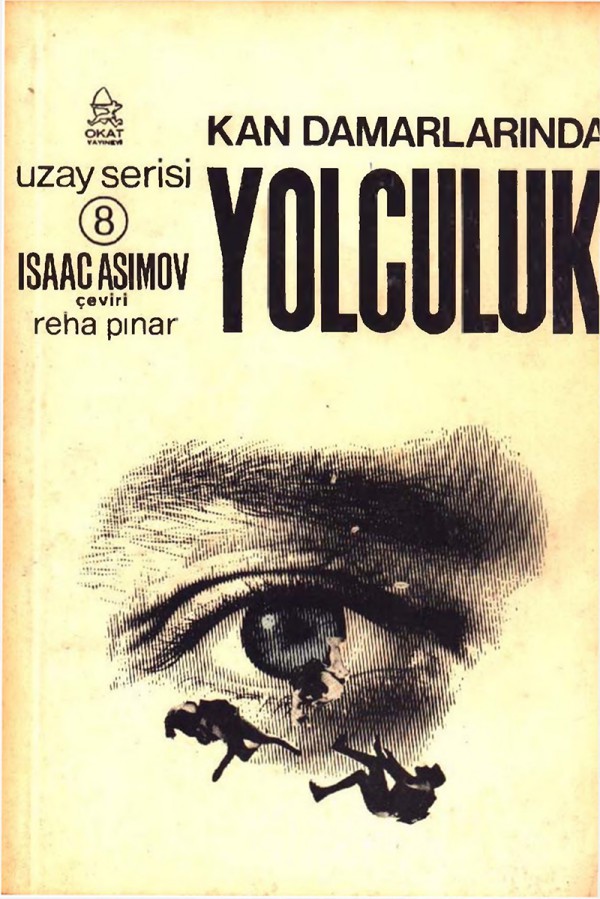 OKAT
YAYINEVİ
uzay serisi
8
ISAAC ASIMOV
çeviri
reha pınar
KAN DAMARLARINDA
YOLCULUK